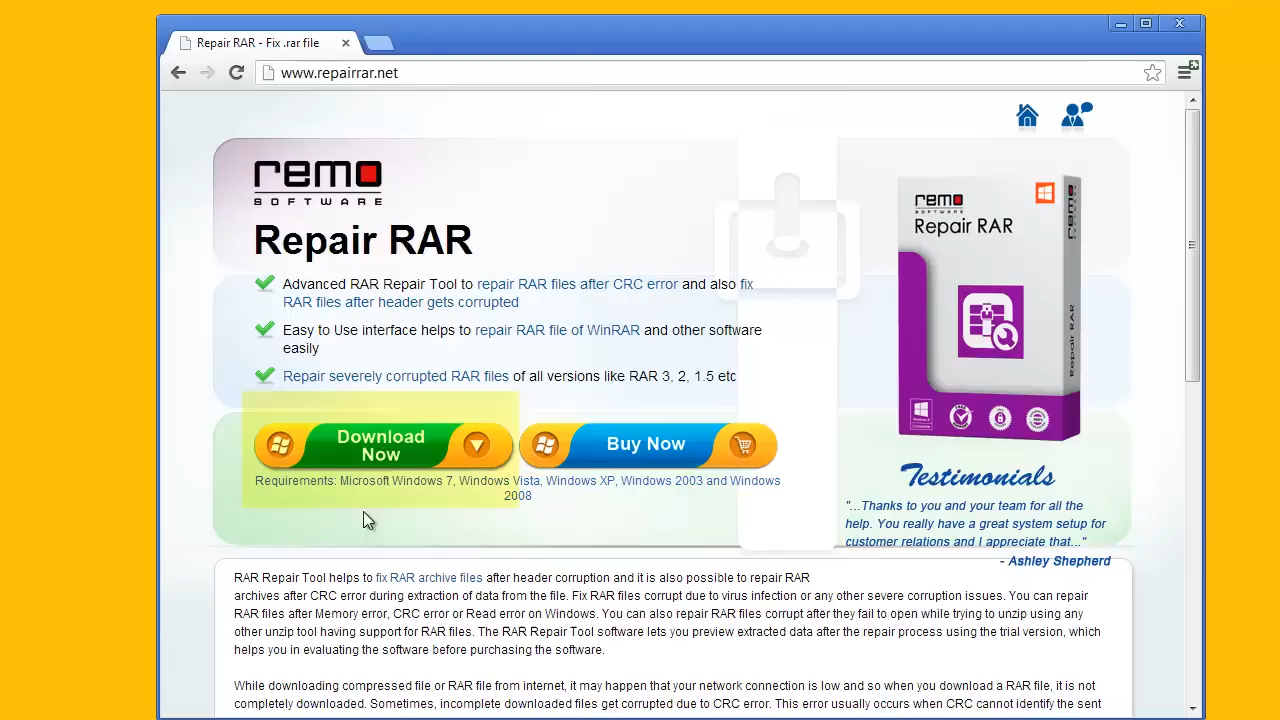 Repair RAR - Fix .rar file
www.repairrar.net
remo
SOFTWARE
Repair RAR
Advanced RAR Repair Tool to repair RAR files after CRC error and also fix
RAR files after header gets corrupted
Easy to Use interface helps to repair RAR file of WinRAR and other software
easily
Repair severely corrupted RAR files of all versions like RAR 3, 2, 1.5 etc
Download
Now
Buy Now
Requirements: Microsoft Windows 7, Windows Vista, Windows XP, Windows 2003 and Windows
2008
remo
SOFTWARE
Repair RAR
remo
SOFTWARE
Repair RAR
Testimonials
"...Thanks to you and your team for all the
help. You really have a great system setup for
customer relations and I appreciate that..."
- Ashley Shepherd
RAR Repair Tool helps to fix RAR archive files after header corruption and it is also possible to repair RAR
archives after CRC error during extraction of data from the file. Fix RAR files corrupt due to virus infection or any other severe corruption issues. You can repair
RAR files after Memory error, CRC error or Read error on Windows. You can also repair RAR files corrupt after they fail to open while trying to unzip using any
other unzip tool having support for RAR files. The RAR Repair Tool software lets you preview extracted data after the repair process using the trial version, which
helps you in evaluating the software before purchasing the software.
While downloading compressed file or RAR file from internet, it may happen that your network connection is low and so when you download a RAR file, it is not
completely downloaded. Sometimes, incomplete downloaded files get corrupted due to CRC error. This error usually occurs when CRC cannot identify the sent